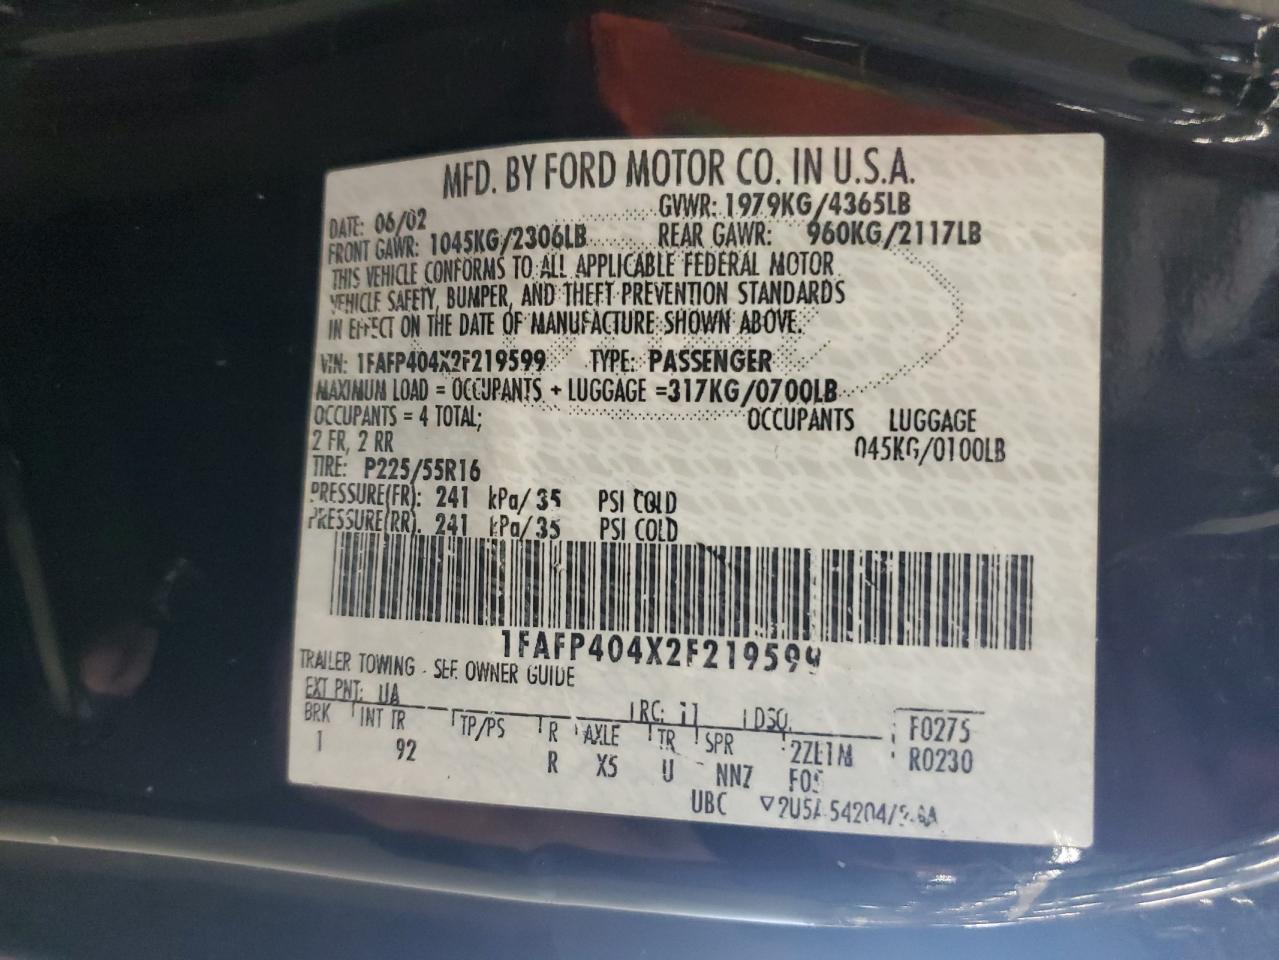 MFD. BY FORD MOTOR CO. IN U.S.A.
DATE: 06/02 GVWR: 1979KG/4365LB
FRONT GAWR: 1045KG/2306LB REAR GAWR: 960KG/2117LB
THIS VEHICLE CONFORMS TO ALL APPLICABLE FEDERAL MOTOR
VEHICLE SAFETY, BUMPER, AND THEFT PREVENTION STANDARDS
IN EFFECT ON THE DATE OF MANUFACTURE SHOWN ABOVE.
VIN: 1FAFP404X2F219599 TYPE: PASSENGER
MAXIMUM LOAD = OCCUPANTS + LUGGAGE =317KG/0700LB
OCCUPANTS = 4 TOTAL; OCCUPANTS LUGGAGE
2 FR, 2 RR 045KG/0100LB
TIRE: P225/55R16
PRESSURE(FR): 241 kPa/ 35 PSI COLD
PRESSURE(RR). 241 kPa/ 35 PSI COLD
1FAFP404X2F219599
TRAILER TOWING - SEE OWNER GUIDE
EXT PNT: UA RC: 71 DSO F0275
BRK INT TR TP/PS R AXLE TR SPR R0230
1 92 R X5 U NNZ
UBC